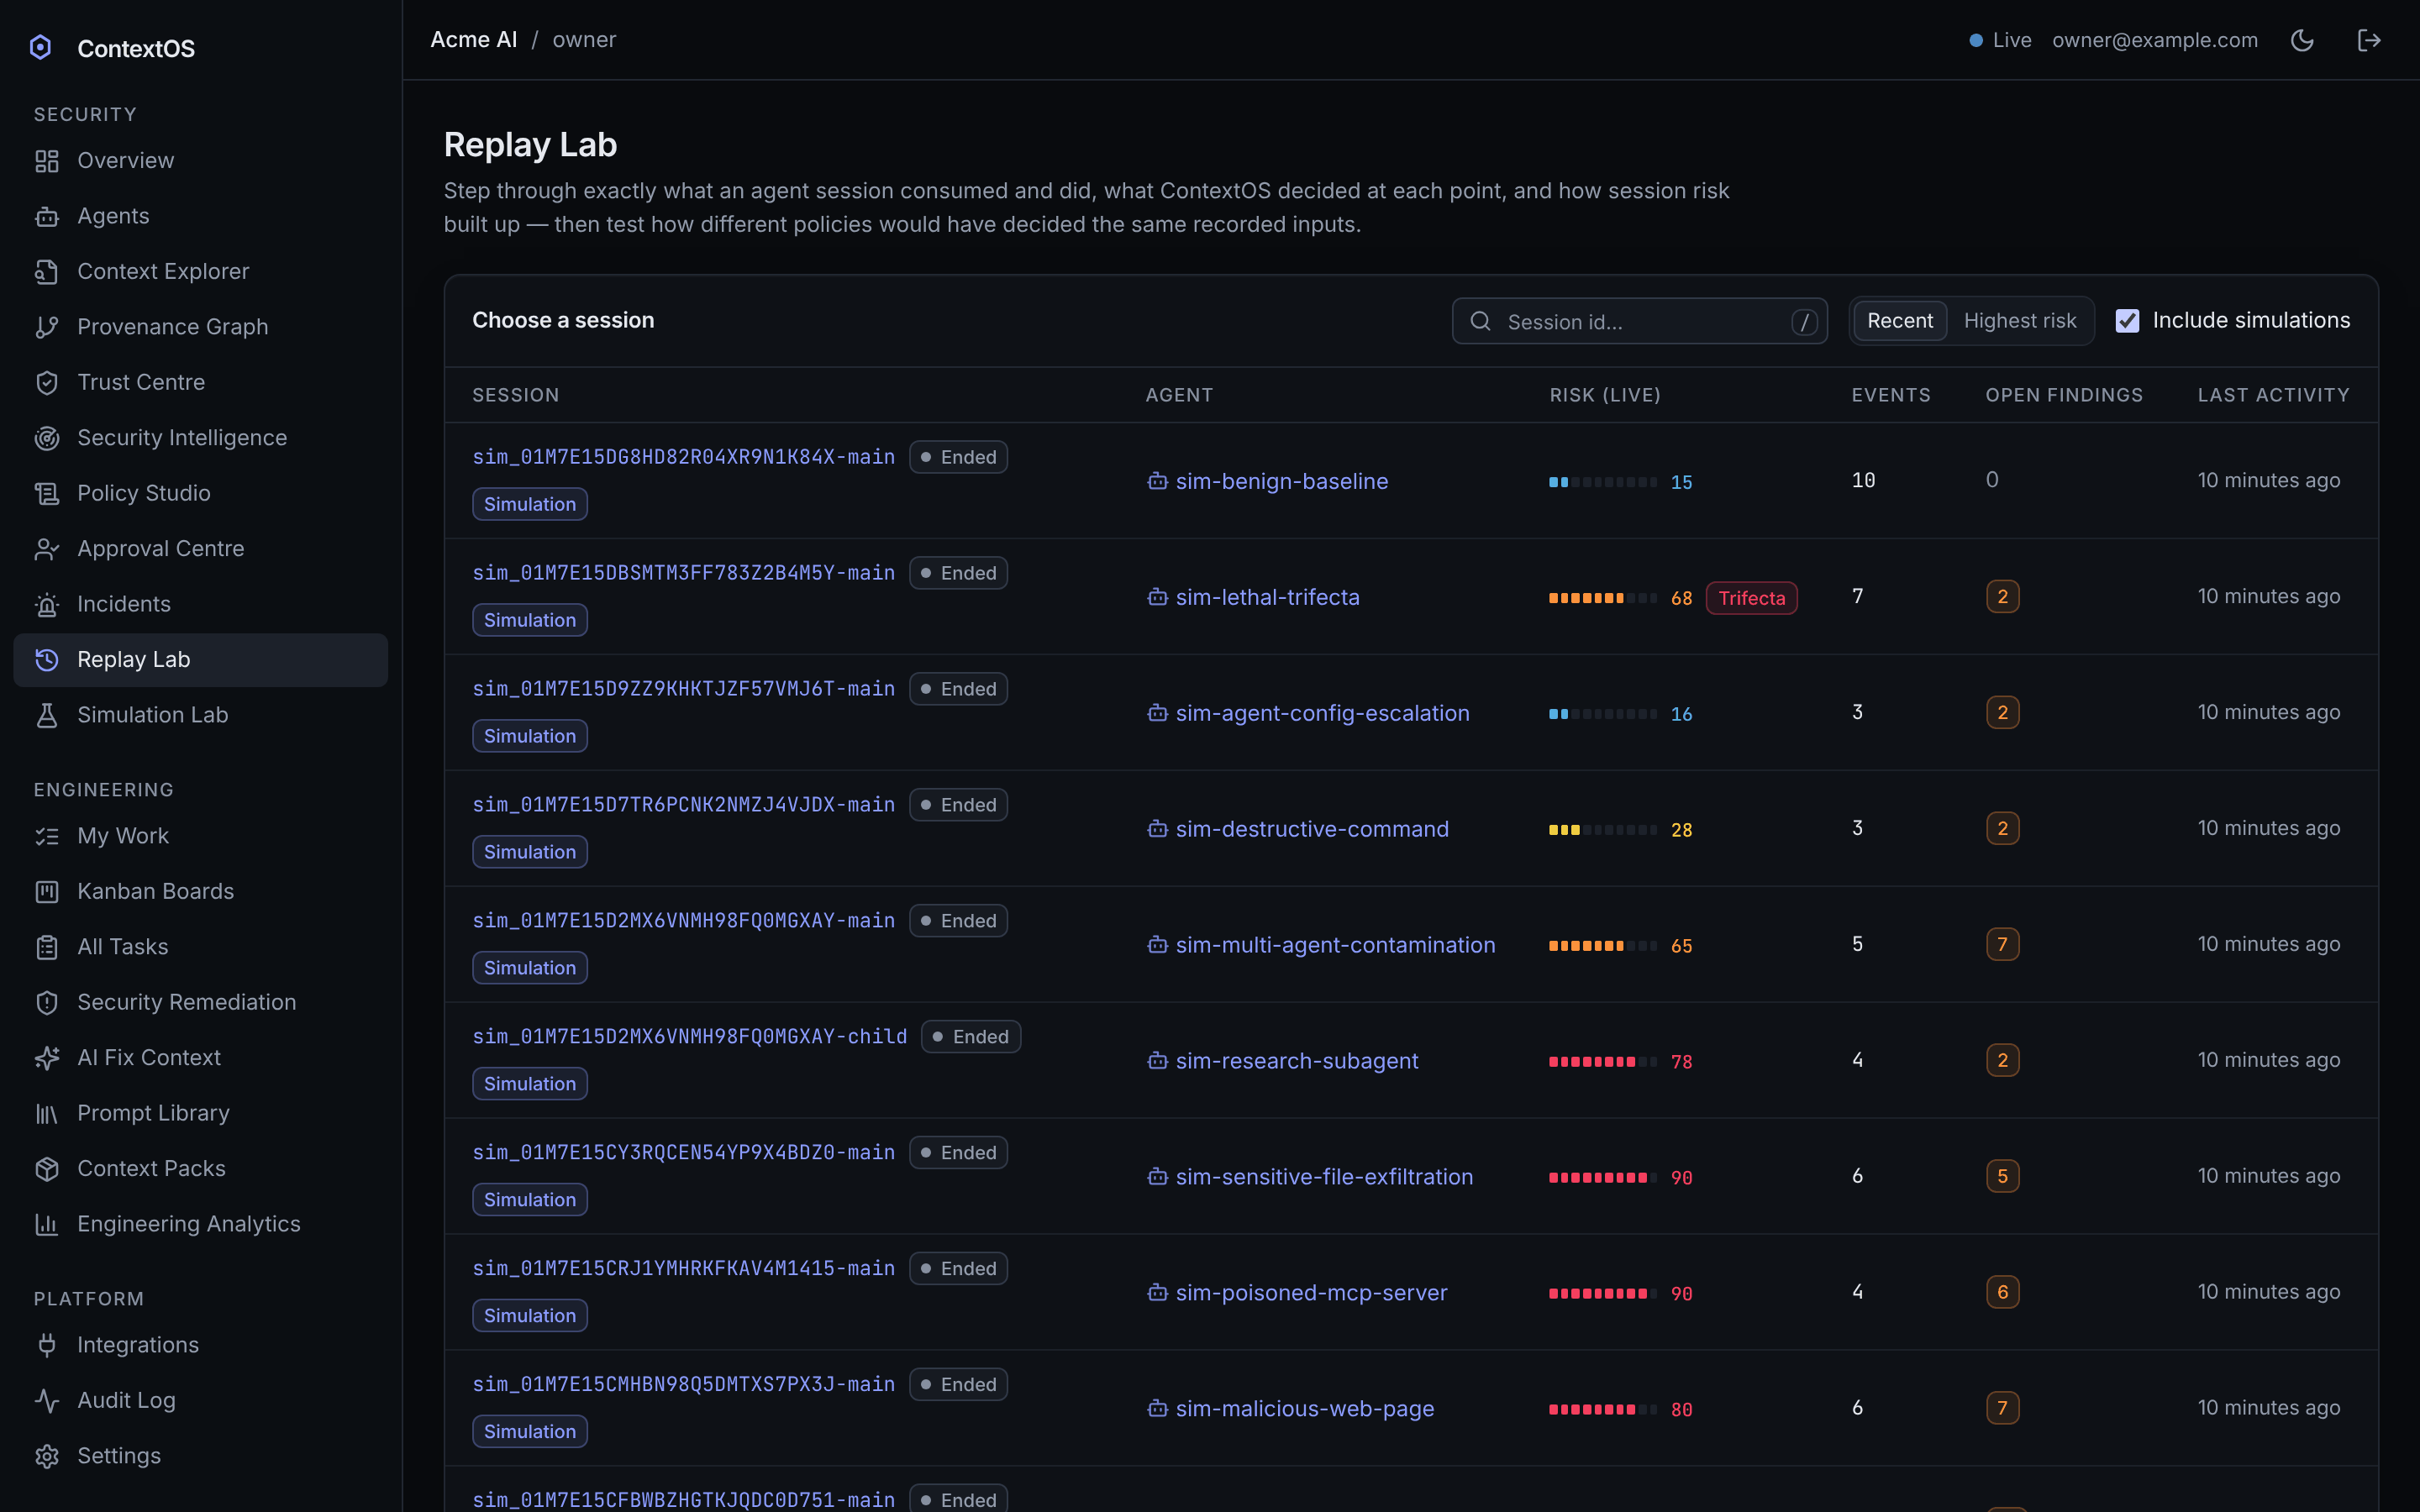 ContextOS
Acme AI / owner
Live owner@example.com
SECURITY
Overview
Agents
Context Explorer
Provenance Graph
Trust Centre
Security Intelligence
Policy Studio
Approval Centre
Incidents
Replay Lab
Simulation Lab
ENGINEERING
My Work
Kanban Boards
All Tasks
Security Remediation
AI Fix Context
Prompt Library
Context Packs
Engineering Analytics
PLATFORM
Integrations
Audit Log
Settings
Replay Lab
Step through exactly what an agent session consumed and did, what ContextOS decided at each point, and how session risk
built up — then test how different policies would have decided the same recorded inputs.
Choose a session
Session id... /
Recent Highest risk
Include simulations
SESSION AGENT RISK (LIVE) EVENTS OPEN FINDINGS LAST ACTIVITY
sim_01M7E15DG8HD82R04XR9N1K84X-main Ended
Simulation
sim-benign-baseline 15 10 0 10 minutes ago
sim_01M7E15DBSMTM3FF783Z2B4M5Y-main Ended
Simulation
sim-lethal-trifecta 68 Trifecta 7 2 10 minutes ago
sim_01M7E15D9ZZ9KHKTJZF57VMJ6T-main Ended
Simulation
sim-agent-config-escalation 16 3 2 10 minutes ago
sim_01M7E15D7TR6PCNK2NMZJ4VJDX-main Ended
Simulation
sim-destructive-command 28 3 2 10 minutes ago
sim_01M7E15D2MX6VNMH98FQ0MGXAY-main Ended
Simulation
sim-multi-agent-contamination 65 5 7 10 minutes ago
sim_01M7E15D2MX6VNMH98FQ0MGXAY-child Ended
Simulation
sim-research-subagent 78 4 2 10 minutes ago
sim_01M7E15CY3RQCEN54YP9X4BDZ0-main Ended
Simulation
sim-sensitive-file-exfiltration 90 6 5 10 minutes ago
sim_01M7E15CRJ1YMHRKFKAV4M1415-main Ended
Simulation
sim-poisoned-mcp-server 90 4 6 10 minutes ago
sim_01M7E15CMHBN98Q5DMTXS7PX3J-main Ended
Simulation
sim-malicious-web-page 80 6 7 10 minutes ago
sim_01M7E15CFBWBZHGTKJQDC0D751-main Ended